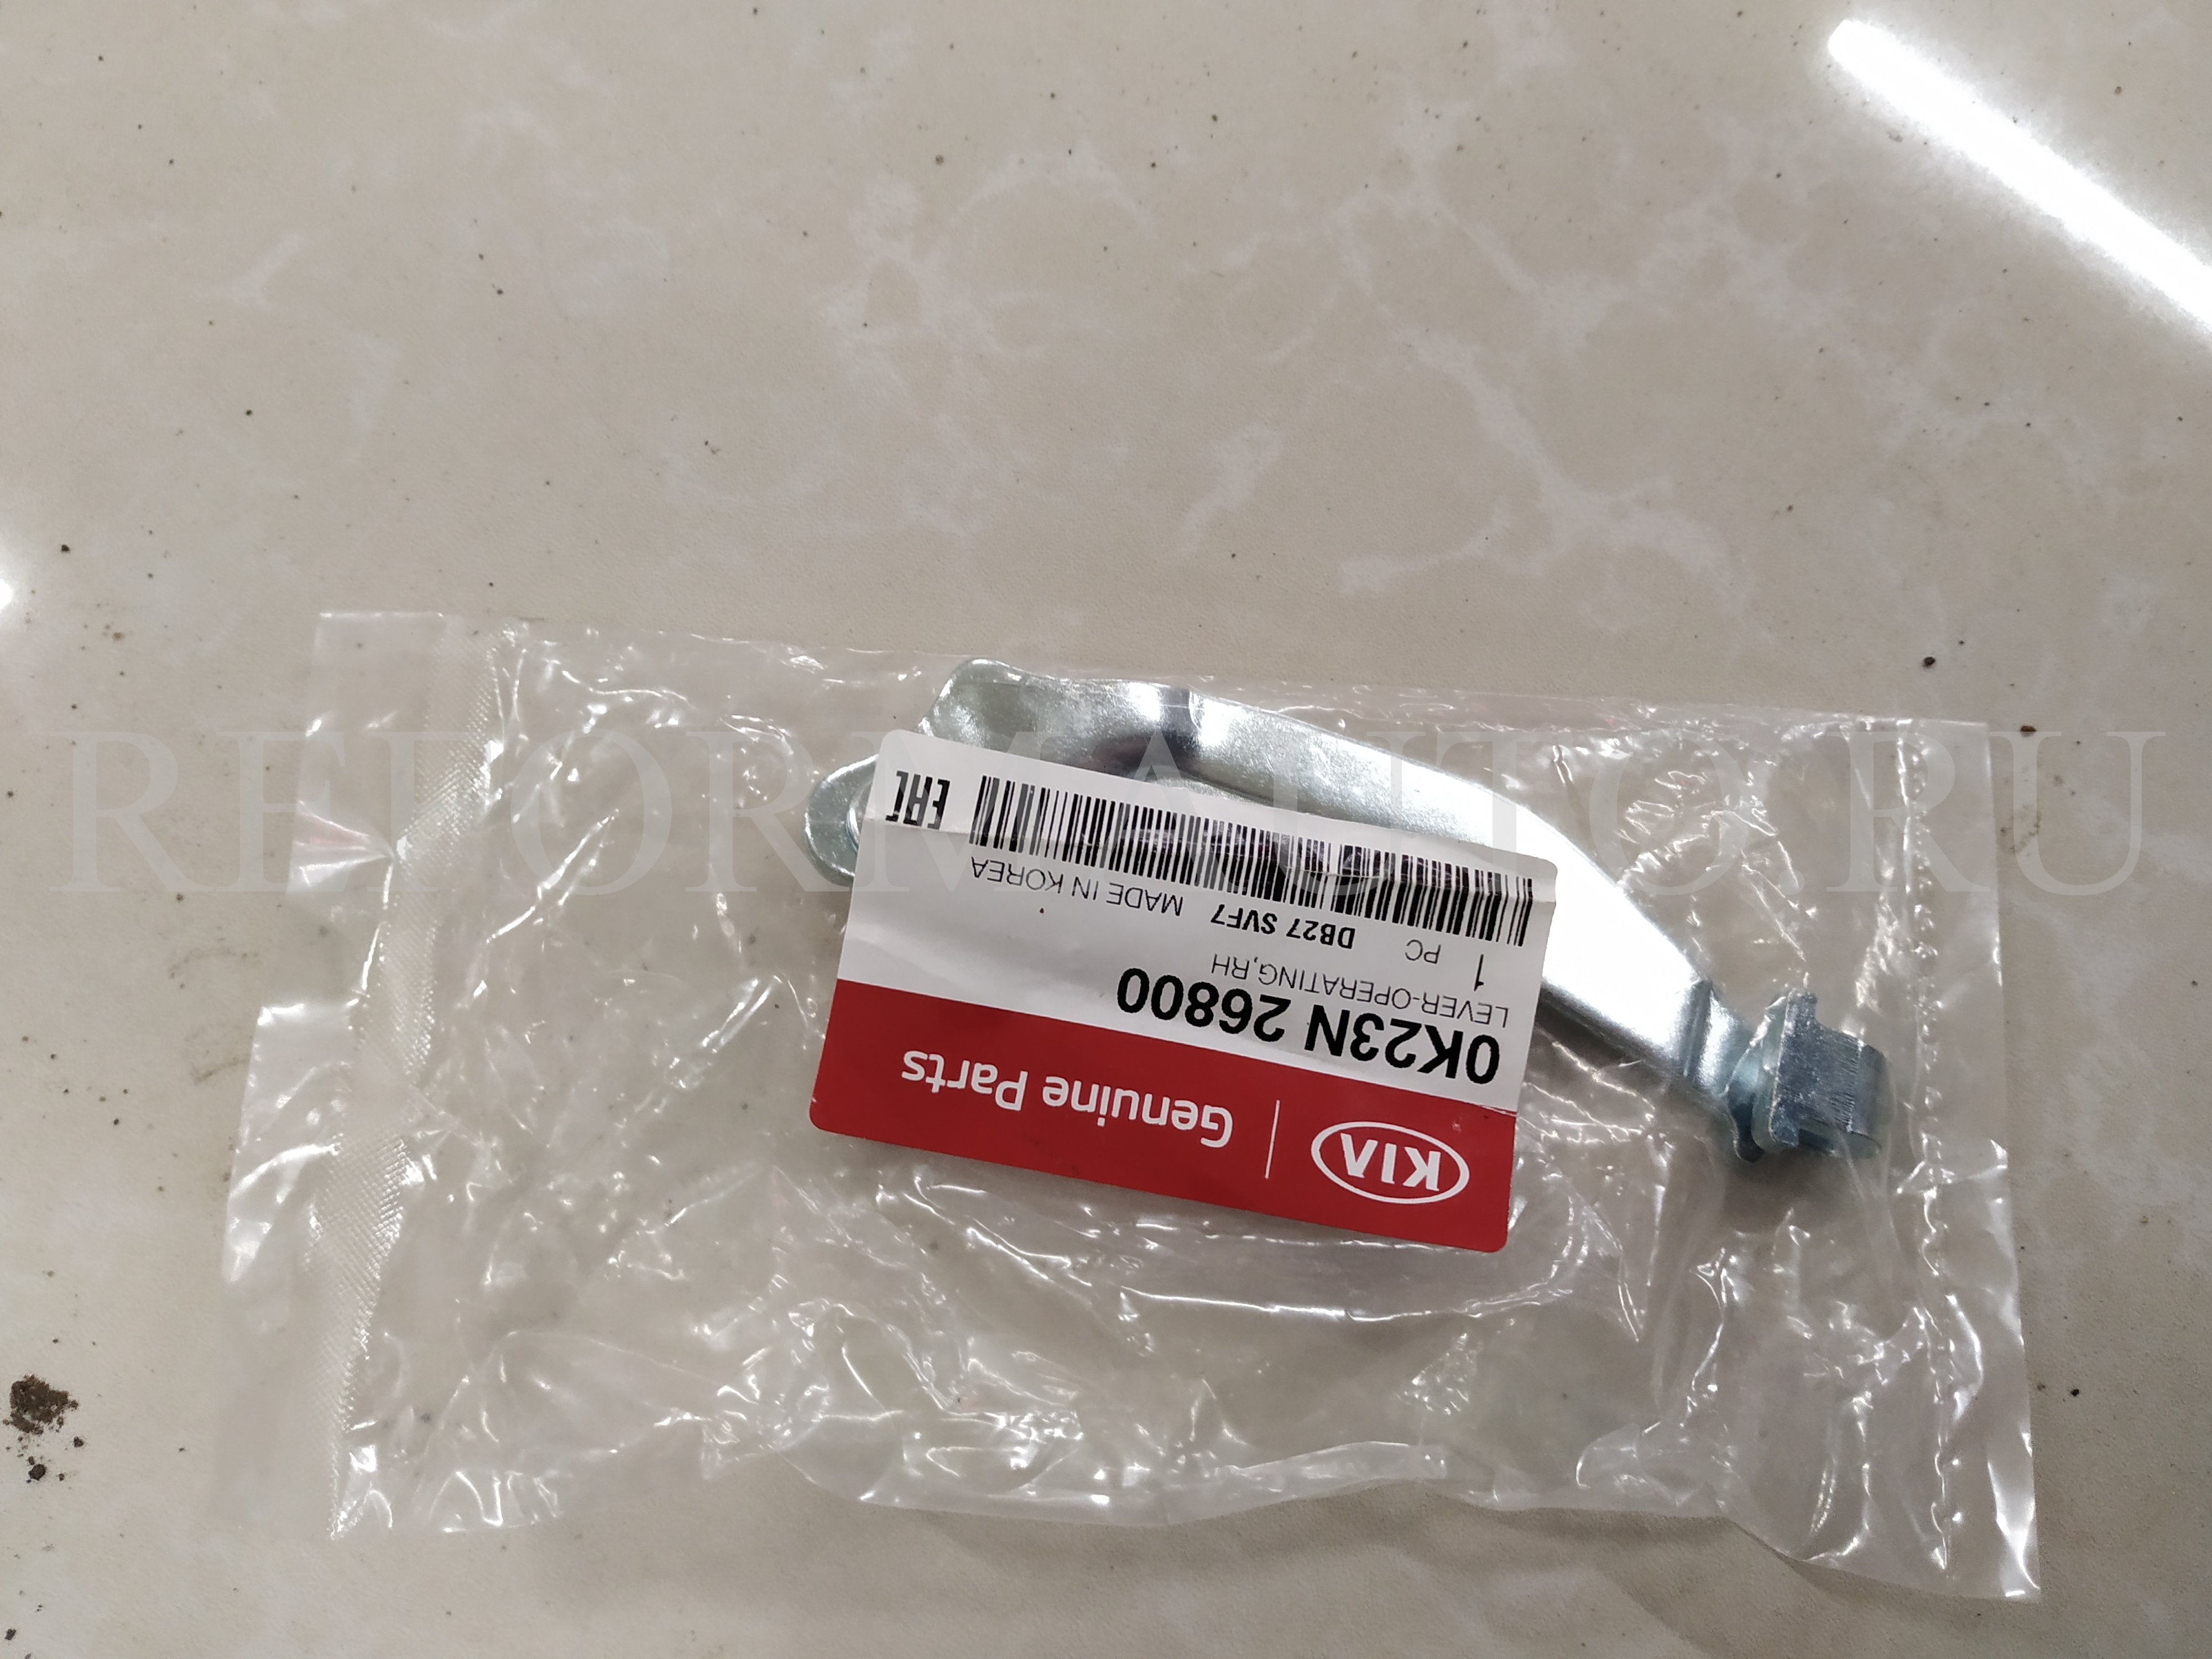 KIA Genuine Parts
0K23N 26800
LEVER-OPERATING,RH
1 PC DB27 SVF7 MADE IN KOREA
EAC
REFORMAUTO.RU